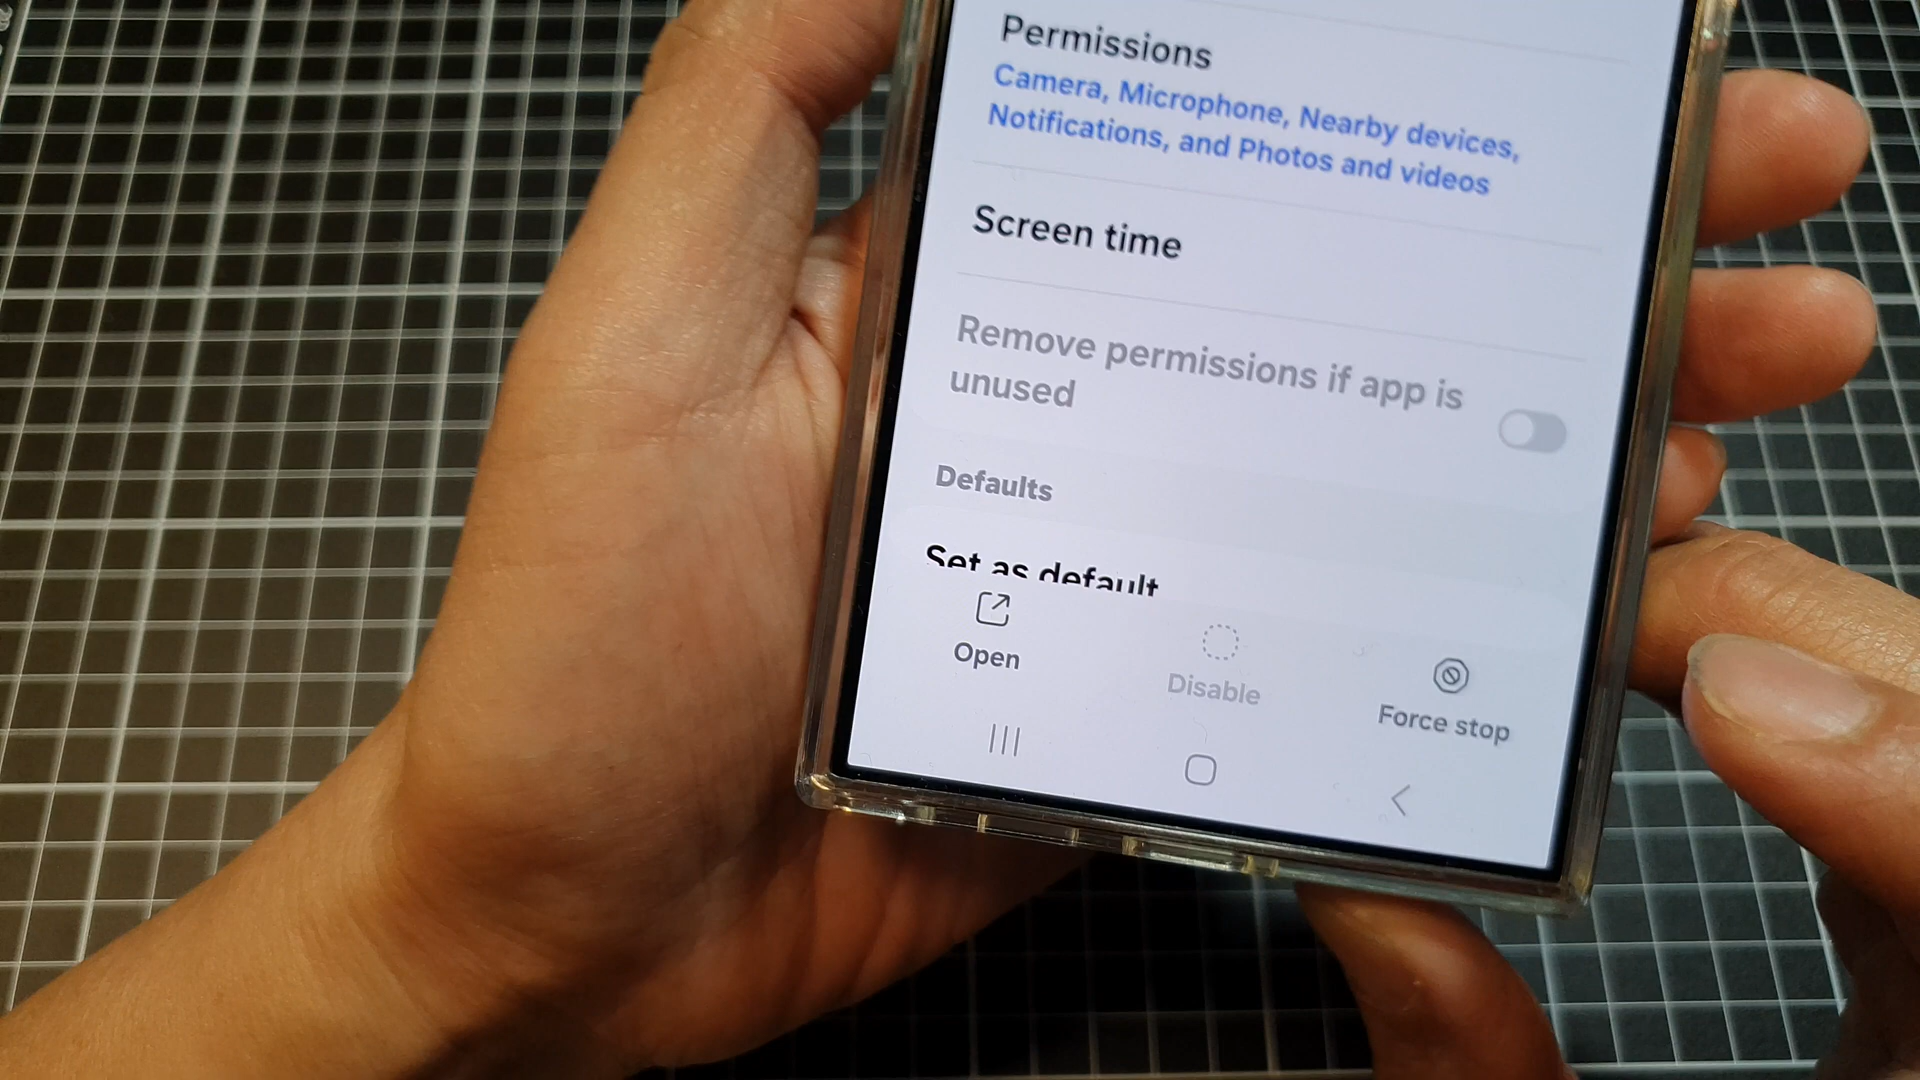 Permissions
Camera, Microphone, Nearby devices,
Notifications, and Photos and videos
Screen time
Remove permissions if app is
unused
Defaults
Set as default
Open
Disable
Force stop